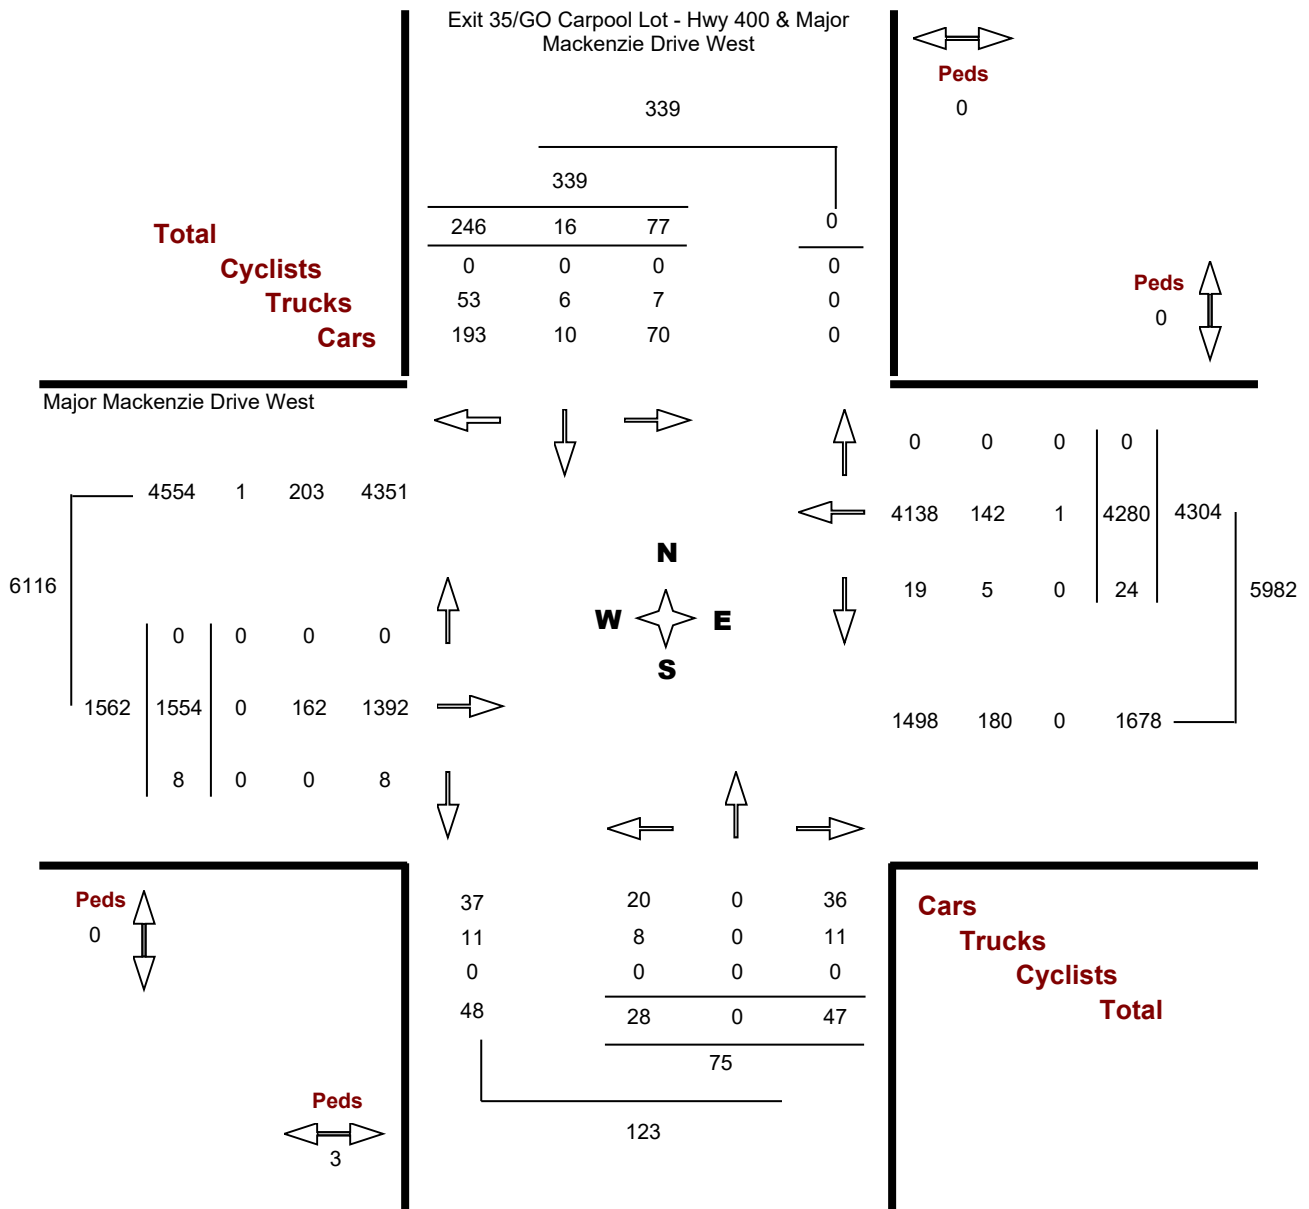 Exit 35/GO Carpool Lot - Hwy 400 & Major
Mackenzie Drive West
Peds
0
339
339
246 16 77 0
Total
0 0 0 0
Cyclists
53 6 7 0
Trucks
193 10 70 0
Cars
Peds
0
Major Mackenzie Drive West
0 0 0 0
4554 1 203 4351
4138 142 1 4280 4304
N
6116
19 5 0 24 5982
W E
0 0 0 0
S
1562 1554 0 162 1392
1498 180 0 1678
8 0 0 8
Peds
0
37 20 0 36
11 8 0 11
0 0 0 0
48 28 0 47
75
123
Cars
Trucks
Cyclists
Total
Peds
3